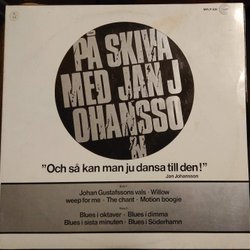 PÅ SKIVA
MED JAN J
OHANSSO
N
"Och så kan man ju dansa till den!"
Jan Johansson
Johan Gustafssons vals · Willow
weep for me · The chant · Motion boogie
Blues i oktaver · Blues i dimma
Blues i sista minuten · Blues i Söderhamn